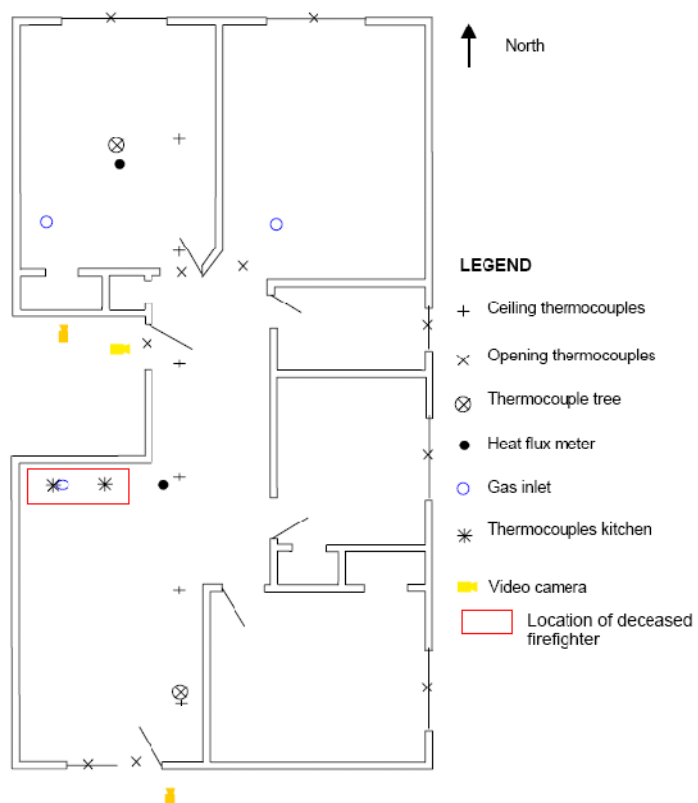 North
LEGEND
Ceiling thermocouples
Opening thermocouples
Thermocouple tree
Heat flux meter
Gas inlet
Thermocouples kitchen
Video camera
Location of deceased
firefighter